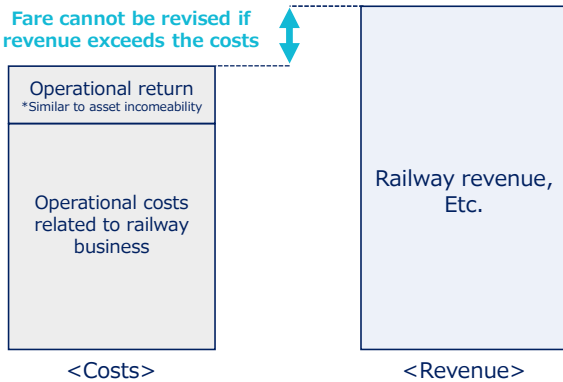 Fare cannot be revised if
revenue exceeds the costs
Operational return
*Similar to asset incomeability
Operational costs
related to railway
business
Railway revenue,
Etc.
<Costs>
<Revenue>